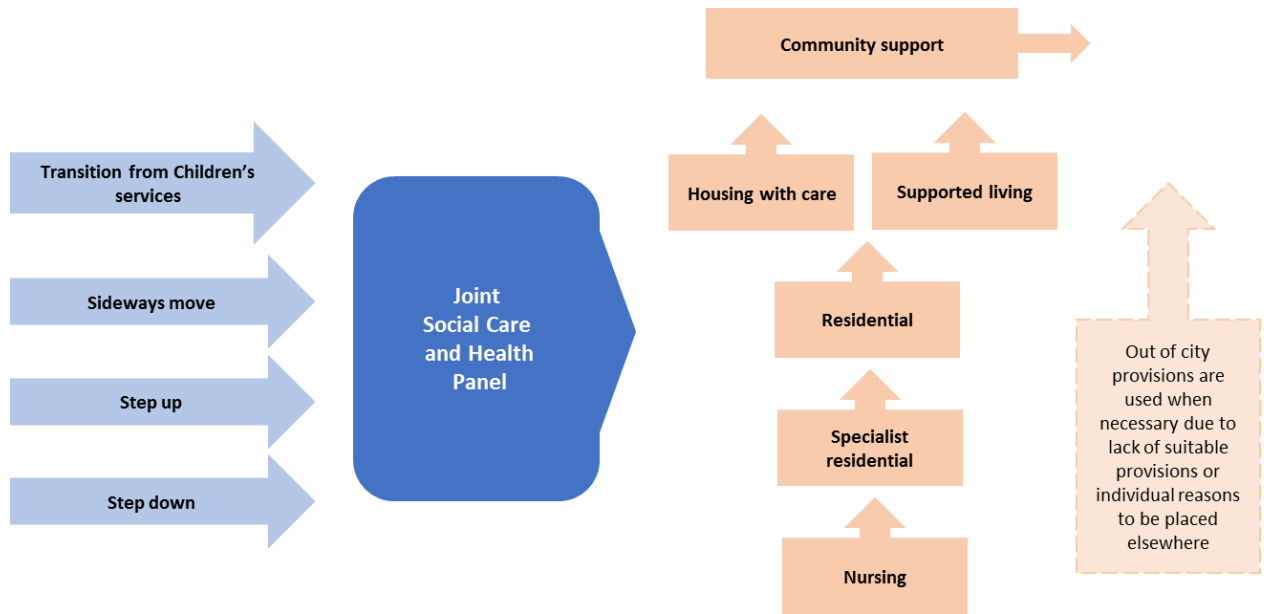 Transition from Children's
services
Sideways move
Step up
Step down
Joint
Social Care
and Health
Panel
Community support
Housing with care
Supported living
Residential
Specialist
residential
Nursing
Out of city
provisions are
used when
necessary due to
lack of suitable
provisions or
individual reasons
to be placed
elsewhere